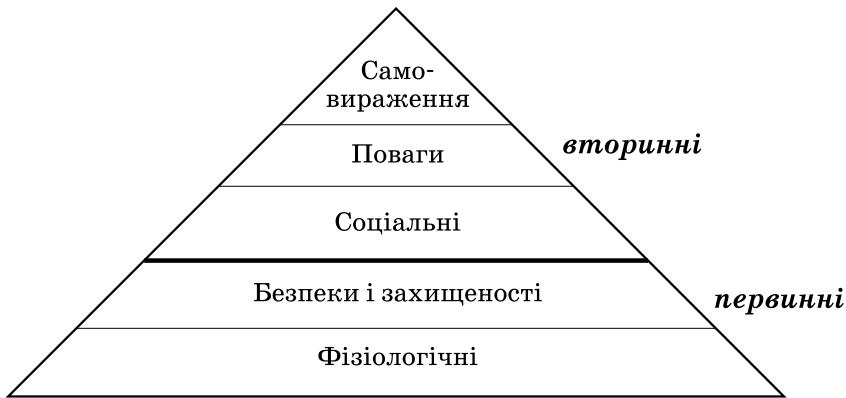 Само-
вираження
вторинні
Поваги
Соціальні
Безпеки і захищеності
первинні
Фізіологічні